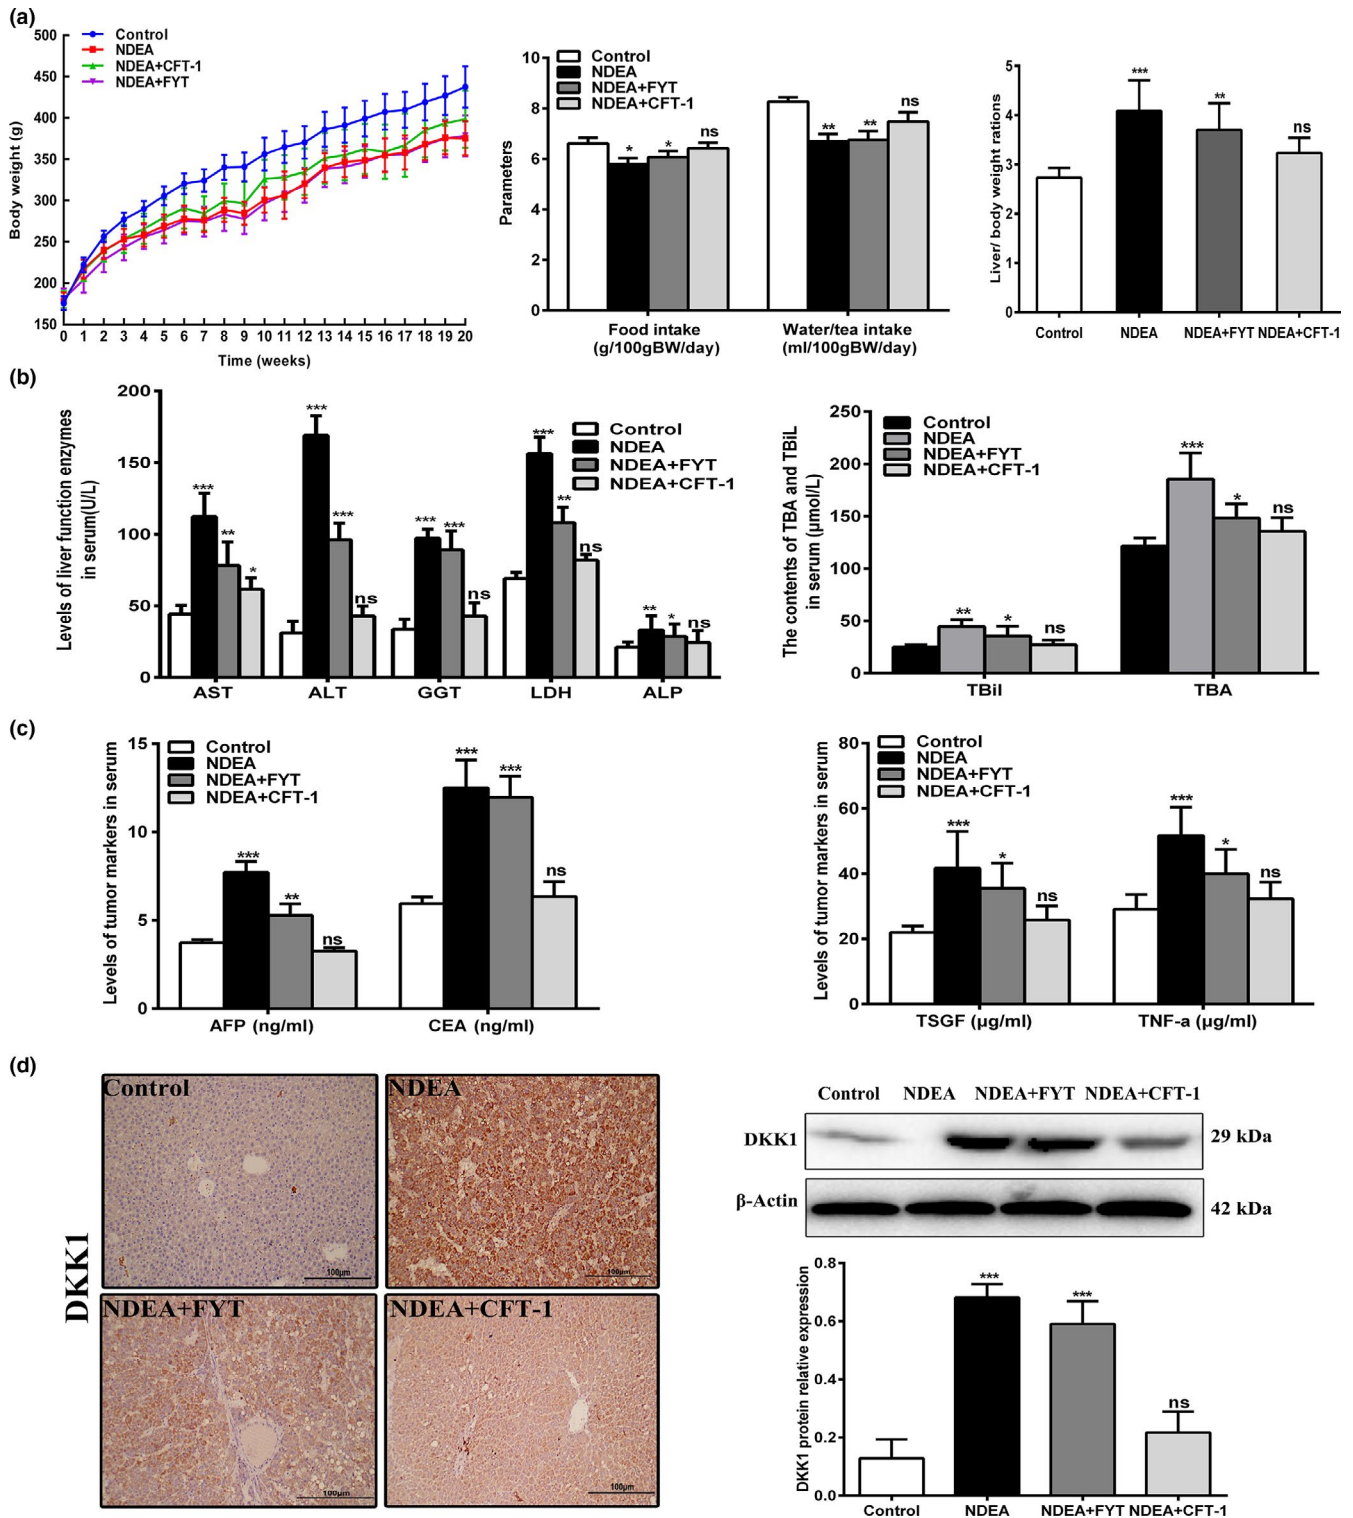 (a)
Control
NDEA
NDEA+CFT-1
NDEA+FYT
Body weight (g)
500
450
400
350
300
250
200
150
0 1 2 3 4 5 6 7 8 9 10 11 12 13 14 15 16 17 18 19 20
Time (weeks)
Control
NDEA
NDEA+FYT
NDEA+CFT-1
Parameters
10
8
6
4
2
0
* * ns
** ** ns
Food intake
(g/100gBW/day)
Water/tea intake
(ml/100gBW/day)
Liver/ body weight rations
5
4
3
2
1
0
*** ** ns
Control NDEA NDEA+FYT NDEA+CFT-1
(b)
Levels of liver function enzymes
in serum(U/L)
200
150
100
50
0
Control
NDEA
NDEA+FYT
NDEA+CFT-1
*** ** *
*** *** ns
*** *** ns
*** ** ns
** * ns
AST ALT GGT LDH ALP
The contents of TBA and TBiL
in serum (μmol/L)
250
200
150
100
50
0
Control
NDEA
NDEA+FYT
NDEA+CFT-1
** * ns
*** * ns
TBil TBA
(c)
Levels of tumor markers in serum
15
10
5
0
Control
NDEA
NDEA+FYT
NDEA+CFT-1
*** ** ns
*** *** ns
AFP (ng/ml) CEA (ng/ml)
Levels of tumor markers in serum
80
60
40
20
0
Control
NDEA
NDEA+FYT
NDEA+CFT-1
*** * ns
*** * ns
TSGF (μg/ml) TNF-a (μg/ml)
(d)
DKK1
Control
100μm
NDEA
100μm
NDEA+FYT
100μm
NDEA+CFT-1
100μm
Control NDEA NDEA+FYT NDEA+CFT-1
DKK1 29 kDa
β-Actin 42 kDa
DKK1 protein relative expression
0.8
0.6
0.4
0.2
0.0
*** *** ns
Control NDEA NDEA+FYT NDEA+CFT-1